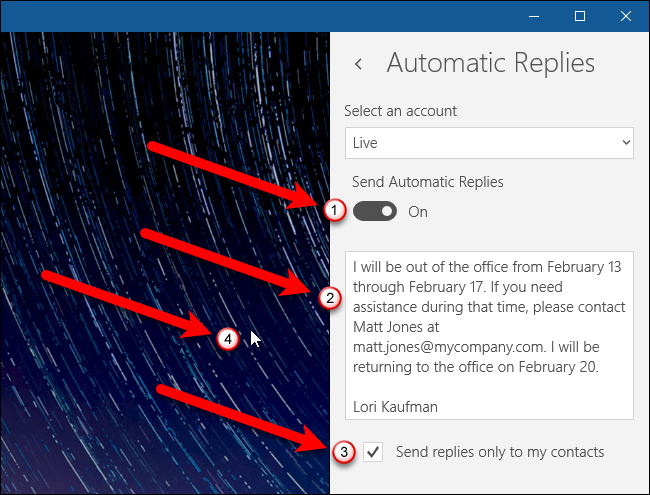 Automatic Replies
Select an account
Live
Send Automatic Replies
1
On
I will be out of the office from February 13
through February 17. If you need
assistance during that time, please contact
Matt Jones at
matt.jones@mycompany.com. I will be
returning to the office on February 20.
Lori Kaufman
2
4
3
Send replies only to my contacts